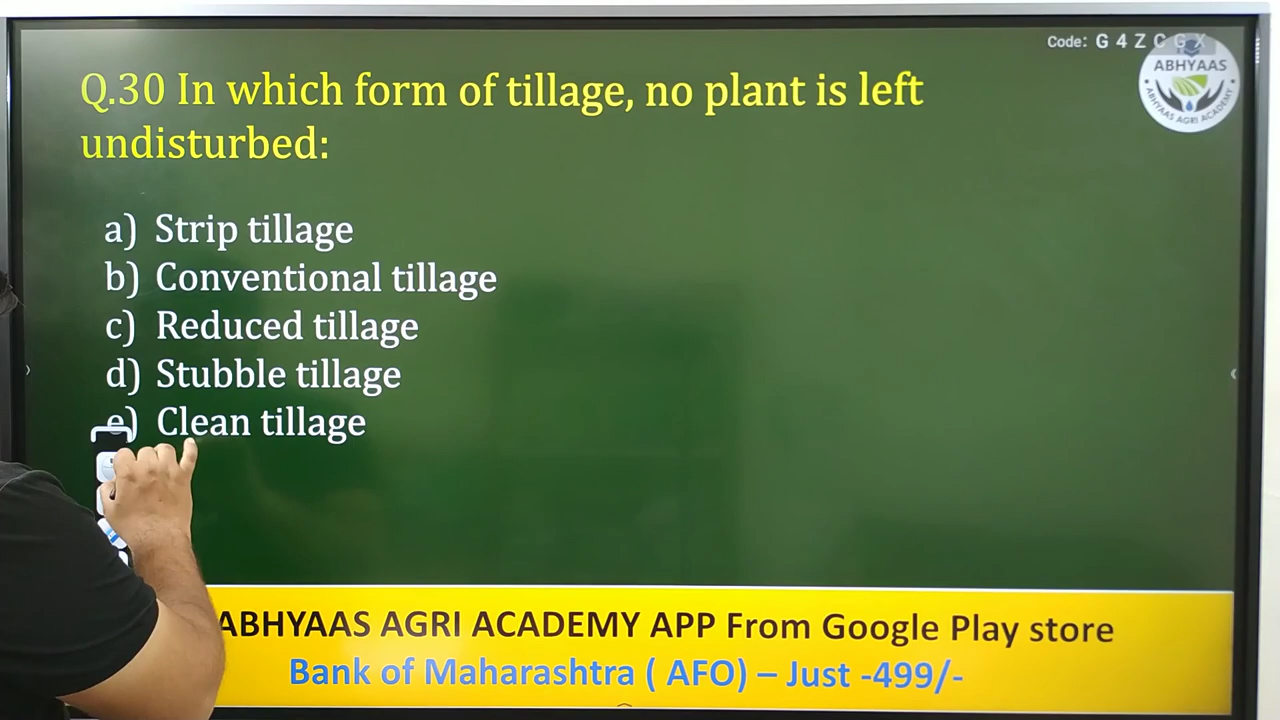 Code: G 4 Z C G X
ABHYAAS
ABHYAAS AGRI ACADEMY
Q.30 In which form of tillage, no plant is left
undisturbed:
a) Strip tillage
b) Conventional tillage
c) Reduced tillage
d) Stubble tillage
e) Clean tillage
ABHYAAS AGRI ACADEMY APP From Google Play store
Bank of Maharashtra ( AFO) – Just -499/-